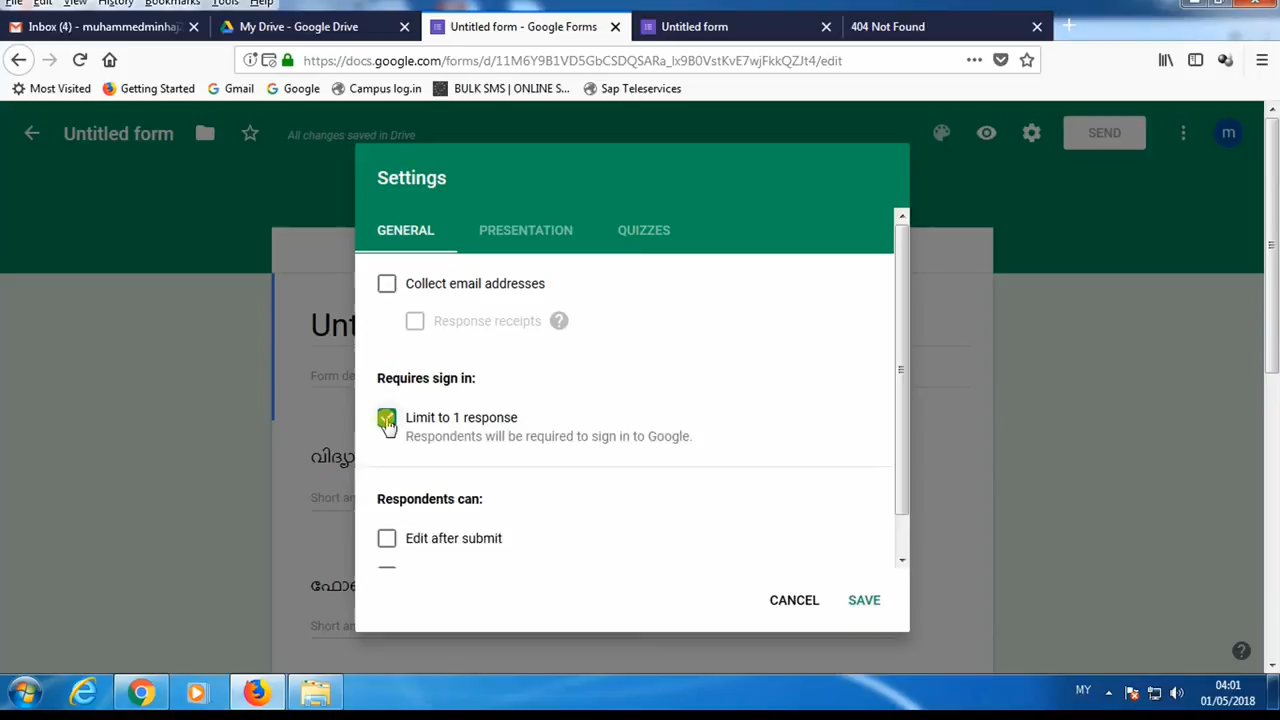 File Edit View History Bookmarks Tools Help
Inbox (4) - muhammedminhaj
My Drive - Google Drive
Untitled form - Google Forms
Untitled form
404 Not Found
https://docs.google.com/forms/d/11M6Y9B1VD5GbCSDQSARa_lx9B0VstKvE7wjFkkQZJt4/edit
Most Visited Getting Started Gmail Google Campus log.in BULK SMS | ONLINE S... Sap Teleservices
Untitled form All changes saved in Drive SEND m
Settings
GENERAL PRESENTATION QUIZZES
Collect email addresses
Response receipts ?
Unt
Form de
Requires sign in:
Limit to 1 response
Respondents will be required to sign in to Google.
വിദ്യാ
Short an
Respondents can:
Edit after submit
ഫോ
Short an
CANCEL SAVE
?
MY
04:01
01/05/2018